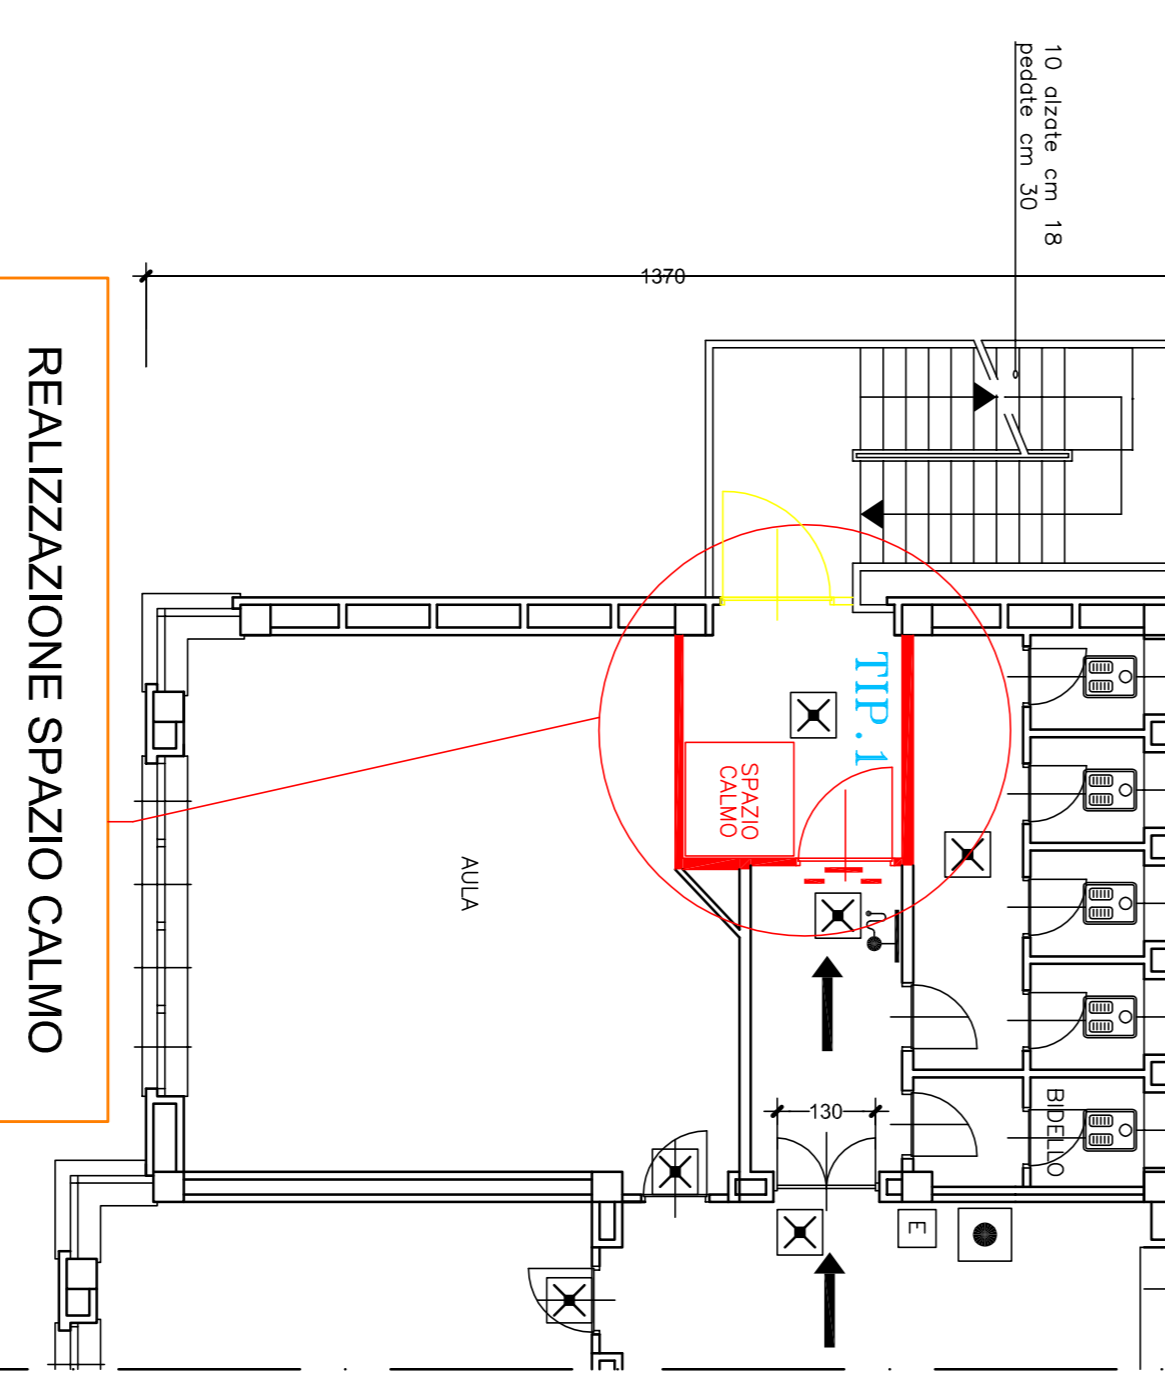 10 alzate cm 18
pedate cm 30
1370
REALIZZAZIONE SPAZIO CALMO
TIP.1
SPAZIO
CALMO
AULA
130
BIDELLO
E